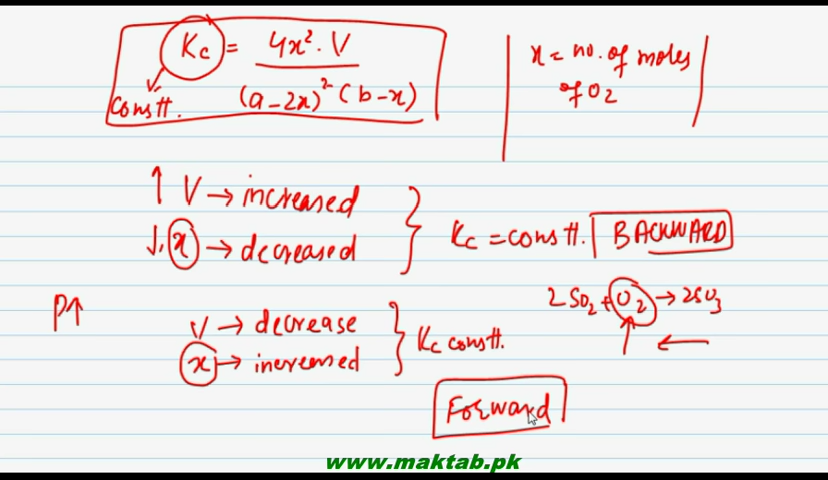 Kc = 4x². V / (a-2x)² (b-x)
Constt.
x = no. of moles
of O2
↑ V → increased
↓. x → decreased
Kc = constt. BACKWARD
2SO2 + O2 → 2SO3
P↑
V → decrease
x → increased
Kc constt.
Forward
www.maktab.pk